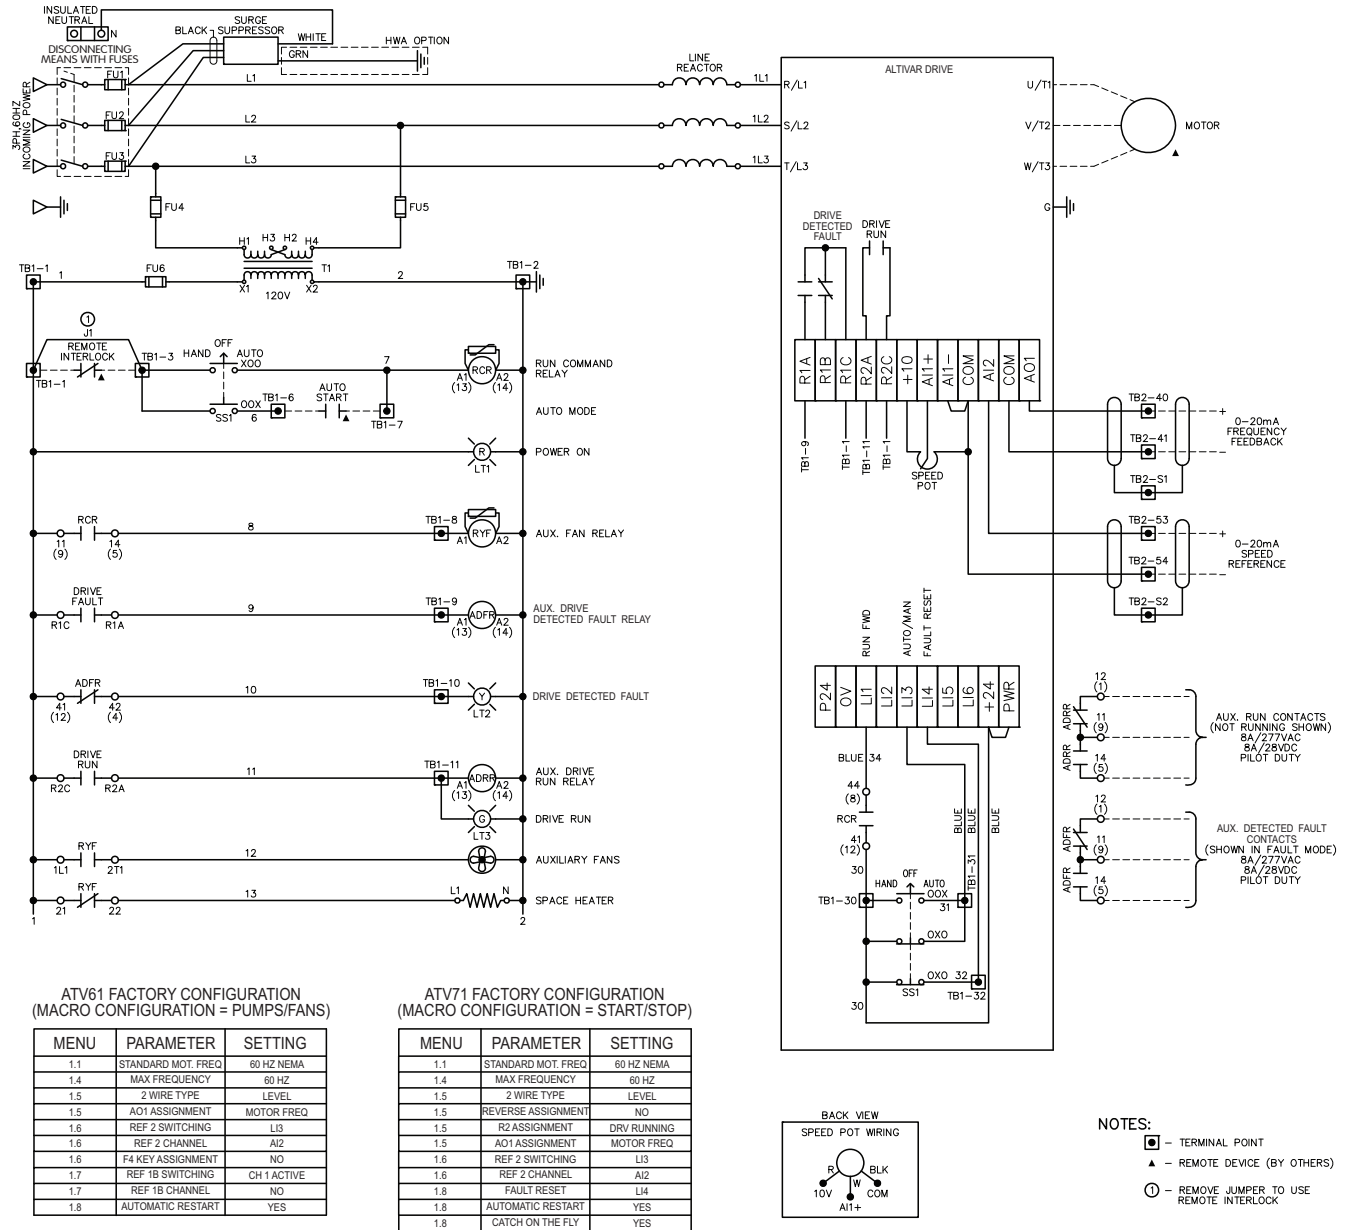 INSULATED
NEUTRAL
N
DISCONNECTING
MEANS WITH FUSES
BLACK
SURGE
SUPPRESSOR
WHITE
HWA OPTION
GRN
3PH,60HZ
INCOMING POWER
FU1
FU2
FU3
L1
L2
L3
LINE
REACTOR
1L1
1L2
1L3
ALTIVAR DRIVE
R/L1
S/L2
T/L3
U/T1
V/T2
W/T3
G
MOTOR
FU4
FU5
H1 H3 H2 H4
T1
X1 X2
120V
TB1-1
1
FU6
2
TB1-2
1
J1
REMOTE
INTERLOCK
TB1-1
TB1-3
HAND
OFF
AUTO
XOO
7
A1
(13)
RCR
A2
(14)
RUN COMMAND
RELAY
SS1
OOX
6
TB1-6
AUTO
START
TB1-7
AUTO MODE
R
LT1
POWER ON
RCR
11
(9)
14
(5)
8
TB1-8
A1
RYF
A2
AUX. FAN RELAY
DRIVE
FAULT
R1C
R1A
9
TB1-9
A1
(13)
ADFR
A2
(14)
AUX. DRIVE
DETECTED FAULT RELAY
ADFR
41
(12)
42
(4)
10
TB1-10
Y
LT2
DRIVE DETECTED FAULT
DRIVE
RUN
R2C
R2A
11
TB1-11
A1
(13)
ADRR
A2
(14)
AUX. DRIVE
RUN RELAY
G
LT3
DRIVE RUN
RYF
1L1
2T1
12
AUXILIARY FANS
RYF
21
22
13
L1
N
SPACE HEATER
1
2
DRIVE
DETECTED
FAULT
DRIVE
RUN
R1A
R1B
R1C
R2A
R2C
+10
AI1+
AI1-
COM
AI2
COM
AO1
TB1-9
TB1-1
TB1-11
TB1-1
SPEED
POT
TB2-40
+
0-20mA
FREQUENCY
FEEDBACK
TB2-41
-
TB2-S1
TB2-53
+
0-20mA
SPEED
REFERENCE
TB2-54
-
TB2-S2
RUN FWD
AUTO/MAN
FAULT RESET
P24
0V
LI1
LI2
LI3
LI4
LI5
LI6
+24
PWR
BLUE 34
44
(8)
RCR
41
(12)
30
BLUE
BLUE
BLUE
TB1-31
TB1-30
HAND
OFF
AUTO
OOX
31
OXO
OXO 32
SS1
TB1-32
30
12
(1)
ADRR
11
(9)
ADRR
14
(5)
AUX. RUN CONTACTS
(NOT RUNNING SHOWN)
8A/277VAC
8A/28VDC
PILOT DUTY
12
(1)
ADFR
11
(9)
ADFR
14
(5)
AUX. DETECTED FAULT
CONTACTS
(SHOWN IN FAULT MODE)
8A/277VAC
8A/28VDC
PILOT DUTY
ATV61 FACTORY CONFIGURATION
(MACRO CONFIGURATION = PUMPS/FANS)
MENU PARAMETER SETTING
1.1 STANDARD MOT. FREQ 60 HZ NEMA
1.4 MAX FREQUENCY 60 HZ
1.5 2 WIRE TYPE LEVEL
1.5 AO1 ASSIGNMENT MOTOR FREQ
1.6 REF 2 SWITCHING LI3
1.6 REF 2 CHANNEL AI2
1.6 F4 KEY ASSIGNMENT NO
1.7 REF 1B SWITCHING CH 1 ACTIVE
1.7 REF 1B CHANNEL NO
1.8 AUTOMATIC RESTART YES
ATV71 FACTORY CONFIGURATION
(MACRO CONFIGURATION = START/STOP)
MENU PARAMETER SETTING
1.1 STANDARD MOT. FREQ 60 HZ NEMA
1.4 MAX FREQUENCY 60 HZ
1.5 2 WIRE TYPE LEVEL
1.5 REVERSE ASSIGNMENT NO
1.5 R2 ASSIGNMENT DRV RUNNING
1.5 AO1 ASSIGNMENT MOTOR FREQ
1.6 REF 2 SWITCHING LI3
1.6 REF 2 CHANNEL AI2
1.8 FAULT RESET LI4
1.8 AUTOMATIC RESTART YES
1.8 CATCH ON THE FLY YES
BACK VIEW
SPEED POT WIRING
R
W
BLK
10V
AI1+
COM
NOTES:
- TERMINAL POINT
- REMOTE DEVICE (BY OTHERS)
1 - REMOVE JUMPER TO USE
REMOTE INTERLOCK